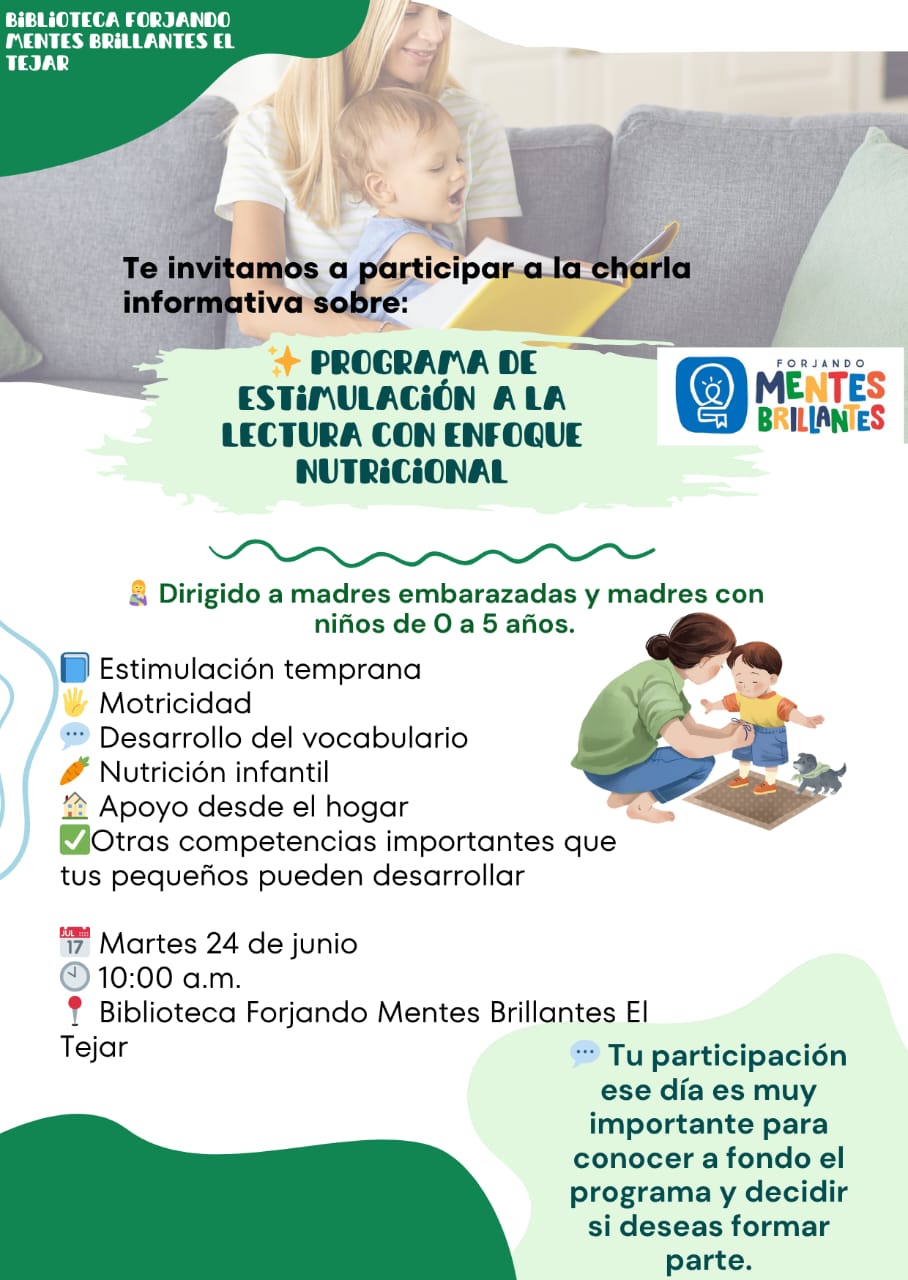 BIBLIOTECA FORJANDO
MENTES BRILLANTES EL
TEJAR
Te invitamos a participar a la charla
informativa sobre:
✨ PROGRAMA DE
ESTIMULACIÓN A LA
LECTURA CON ENFOQUE
NUTRICIONAL
FORJANDO
MENTES
BRILLANTES
🤱 Dirigido a madres embarazadas y madres con
niños de 0 a 5 años.
📘 Estimulación temprana
🖐 Motricidad
💬 Desarrollo del vocabulario
🥕 Nutrición infantil
🏠 Apoyo desde el hogar
✅Otras competencias importantes que
tus pequeños pueden desarrollar
📅 Martes 24 de junio
🕙 10:00 a.m.
📍 Biblioteca Forjando Mentes Brillantes El
Tejar
💬 Tu participación
ese día es muy
importante para
conocer a fondo el
programa y decidir
si deseas formar
parte.